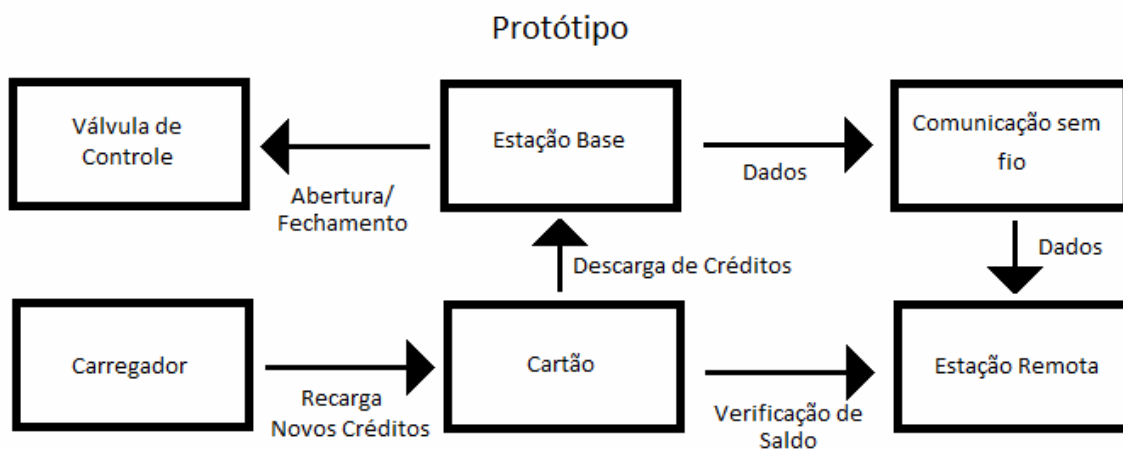 Protótipo
Válvula de
Controle
Estação Base
Comunicação sem
fio
Abertura/
Fechamento
Dados
Descarga de Créditos
Dados
Carregador
Cartão
Estação Remota
Recarga
Novos Créditos
Verificação de
Saldo